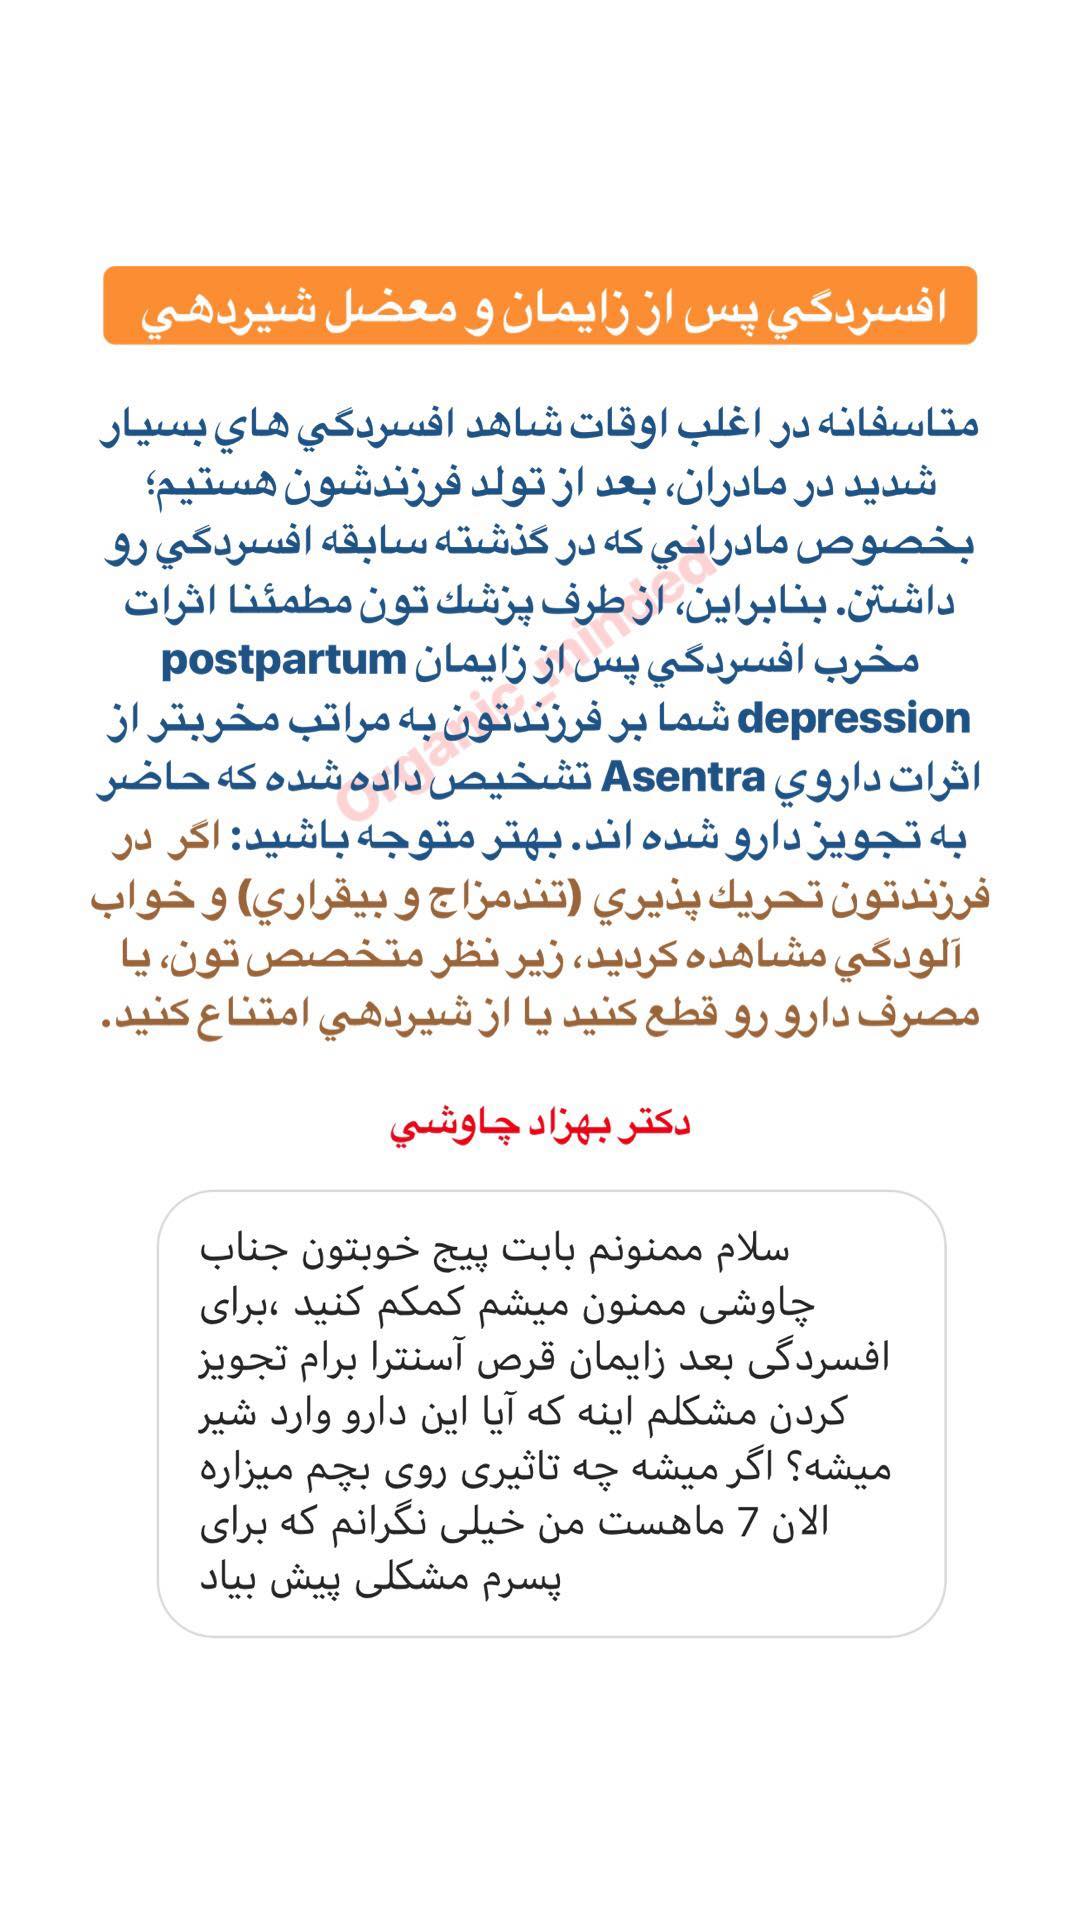 افسردگي پس از زايمان و معضل شيردهي
متاسفانه در اغلب اوقات شاهد افسردگي هاي بسيار
شديد در مادران، بعد از تولد فرزندشون هستيم؛
بخصوص مادراني كه در گذشته سابقه افسردگي رو
داشتن. بنابراين، از طرف پزشك تون مطمئنا اثرات
مخرب افسردگي پس از زايمان postpartum
depression شما بر فرزندتون به مراتب مخربتر از
اثرات داروي Asentra تشخيص داده شده كه حاضر
به تجويز دارو شده اند. بهتر متوجه باشيد: اگر در
فرزندتون تحريك پذيري (تندمزاج و بيقراري) و خواب
آلودگي مشاهده كرديد، زير نظر متخصص تون، يا
مصرف دارو رو قطع كنيد يا از شيردهي امتناع كنيد.
Organic_minded
دكتر بهزاد چاوشي
سلام ممنونم بابت پیج خوبتون جناب
چاوشی ممنون میشم کمکم کنید ،برای
افسردگی بعد زایمان قرص آسنترا برام تجویز
کردن مشکلم اینه که آیا این دارو وارد شیر
میشه؟ اگر میشه چه تاثیری روی بچم میزاره
الان 7 ماهست من خیلی نگرانم که برای
پسرم مشکلی پیش بیاد